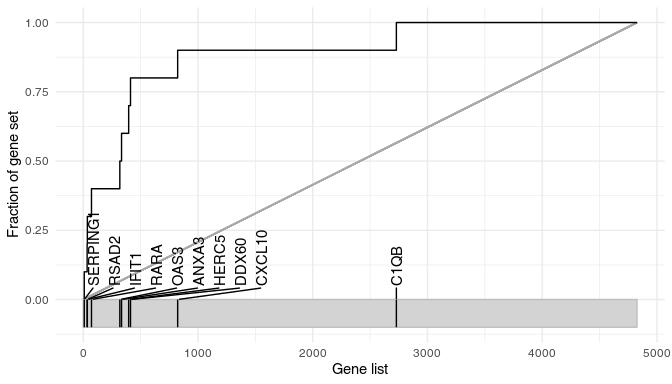 1.00
0.75
0.50
0.25
0.00
Fraction of gene set
SERPING1
RSAD2
IFIT1
RARA
OAS3
ANXA3
HERC5
DDX60
CXCL10
C1QB
0
1000
2000
3000
4000
5000
Gene list